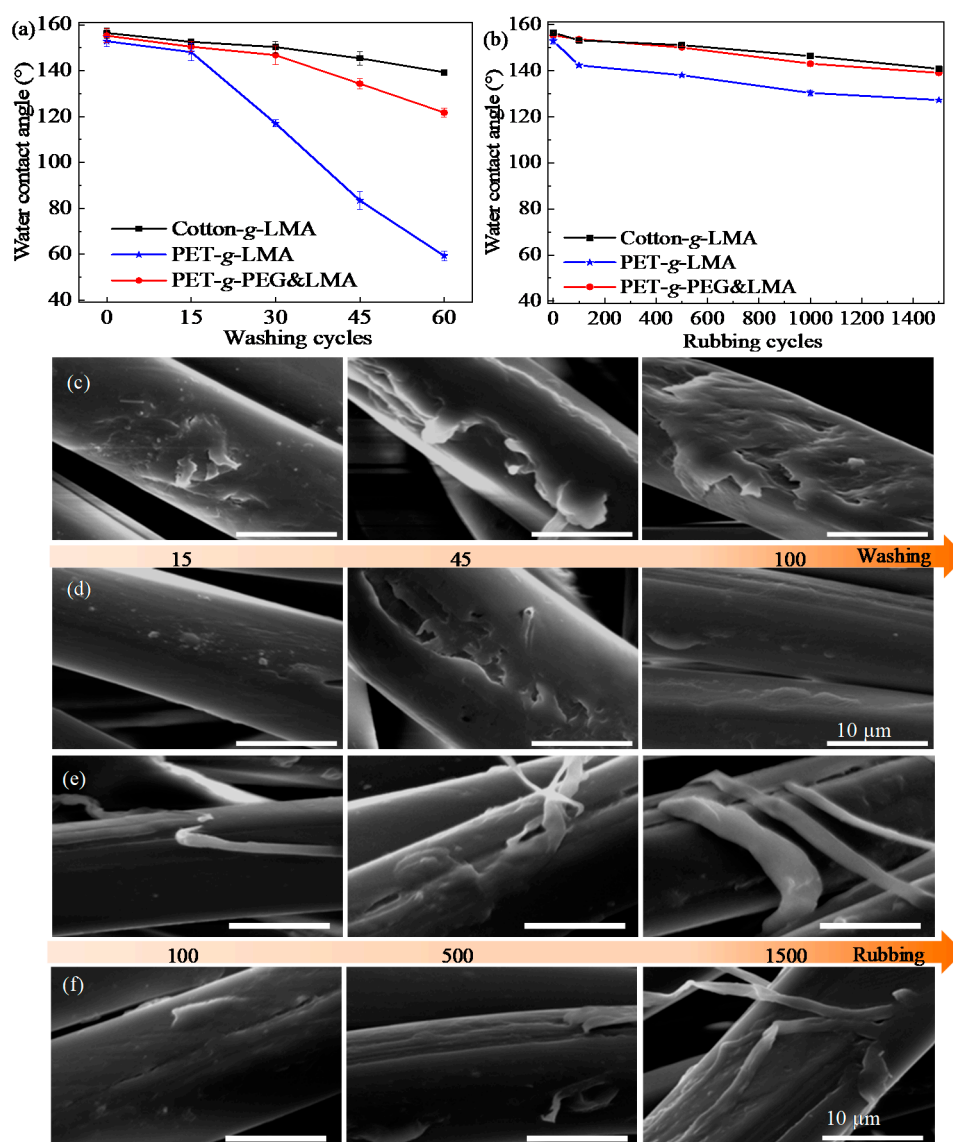 (a)
160
140
120
100
80
60
40
Water contact angle (°)
Cotton-g-LMA
PET-g-LMA
PET-g-PEG&LMA
0 15 30 45 60
Washing cycles
(b)
160
140
120
100
80
60
40
Water contact angle (°)
Cotton-g-LMA
PET-g-LMA
PET-g-PEG&LMA
0 200 400 600 800 1000 1200 1400
Rubbing cycles
(c)
15 45 100 Washing
(d)
10 µm
(e)
100 500 1500 Rubbing
(f)
10 µm